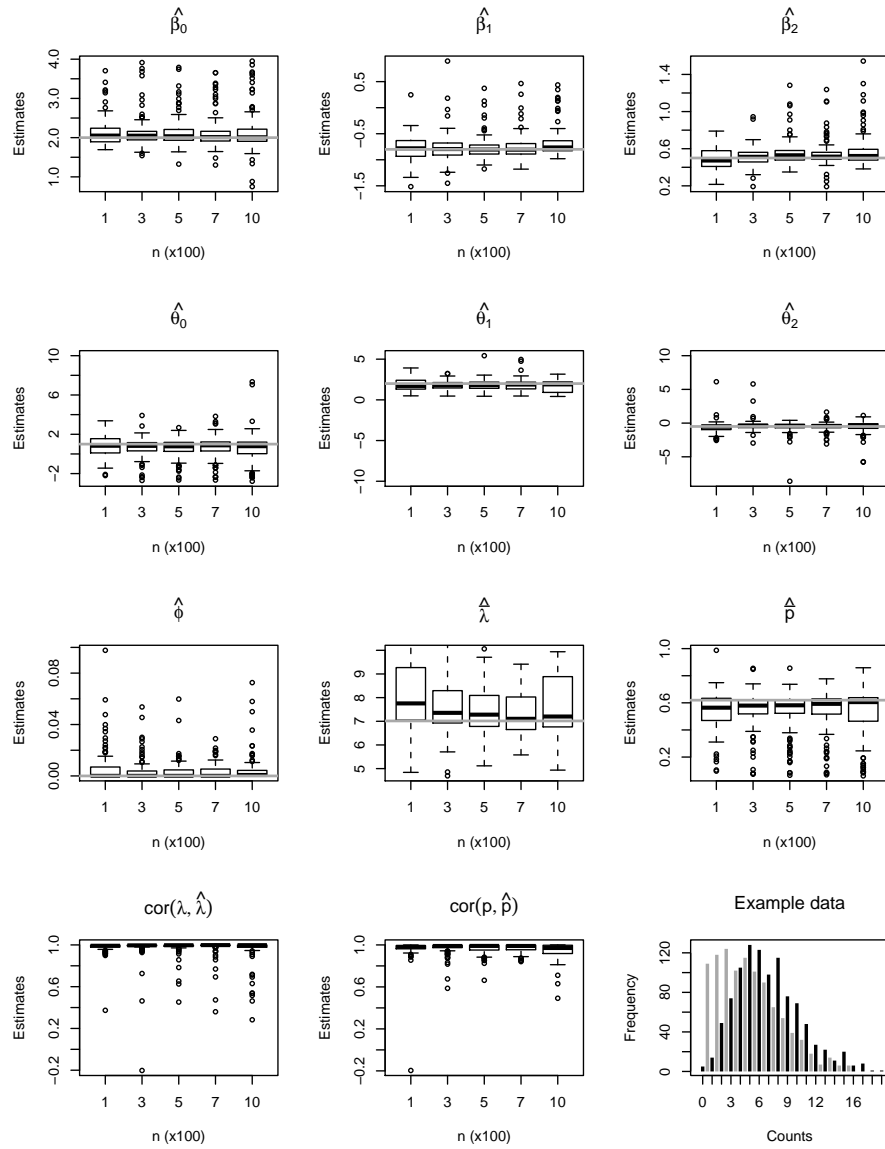 β̂₀
Estimates
1.0 2.0 3.0 4.0
1 3 5 7 10
n (x100)
β̂₁
Estimates
−1.5 −0.5 0.5
1 3 5 7 10
n (x100)
β̂₂
Estimates
0.2 0.6 1.0 1.4
1 3 5 7 10
n (x100)
θ̂₀
Estimates
−2 2 6 10
1 3 5 7 10
n (x100)
θ̂₁
Estimates
−10 −5 0 5
1 3 5 7 10
n (x100)
θ̂₂
Estimates
−5 0 5 10
1 3 5 7 10
n (x100)
ϕ̂
Estimates
0.00 0.04 0.08
1 3 5 7 10
n (x100)
λ̂
Estimates
5 6 7 8 9
1 3 5 7 10
n (x100)
p̂
Estimates
0.2 0.6 1.0
1 3 5 7 10
n (x100)
cor(λ, λ̂)
Estimates
−0.2 0.2 0.6 1.0
1 3 5 7 10
n (x100)
cor(p, p̂)
Estimates
−0.2 0.2 0.6 1.0
1 3 5 7 10
n (x100)
Example data
Frequency
0 40 80 120
0 3 6 9 12 16
Counts